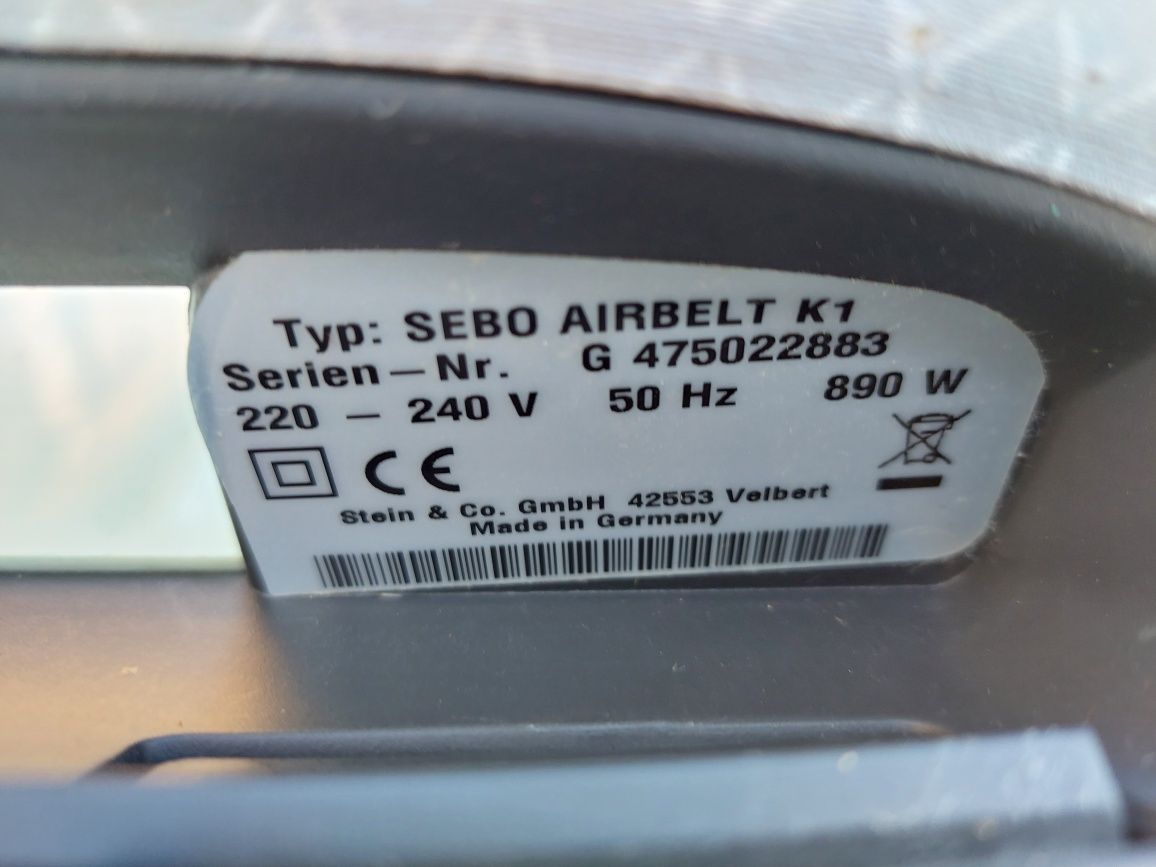 Typ: SEBO AIRBELT K1
Serien-Nr. G 475022883
220 - 240 V 50 Hz 890 W
CE
Stein & Co. GmbH 42553 Velbert
Made in Germany